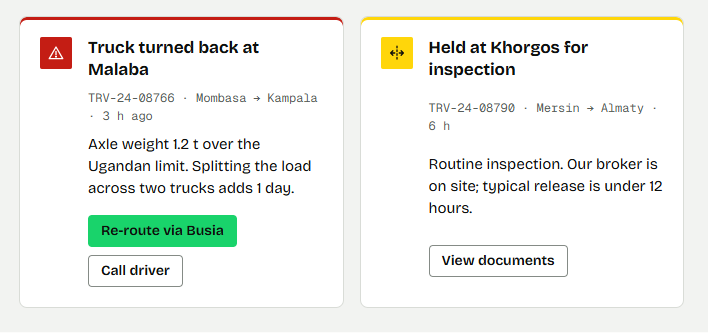 Truck turned back at
Malaba
TRV-24-08766 · Mombasa → Kampala
· 3 h ago
Axle weight 1.2 t over the
Ugandan limit. Splitting the load
across two trucks adds 1 day.
Re-route via Busia
Call driver
Held at Khorgos for
inspection
TRV-24-08790 · Mersin → Almaty ·
6 h
Routine inspection. Our broker is
on site; typical release is under 12
hours.
View documents